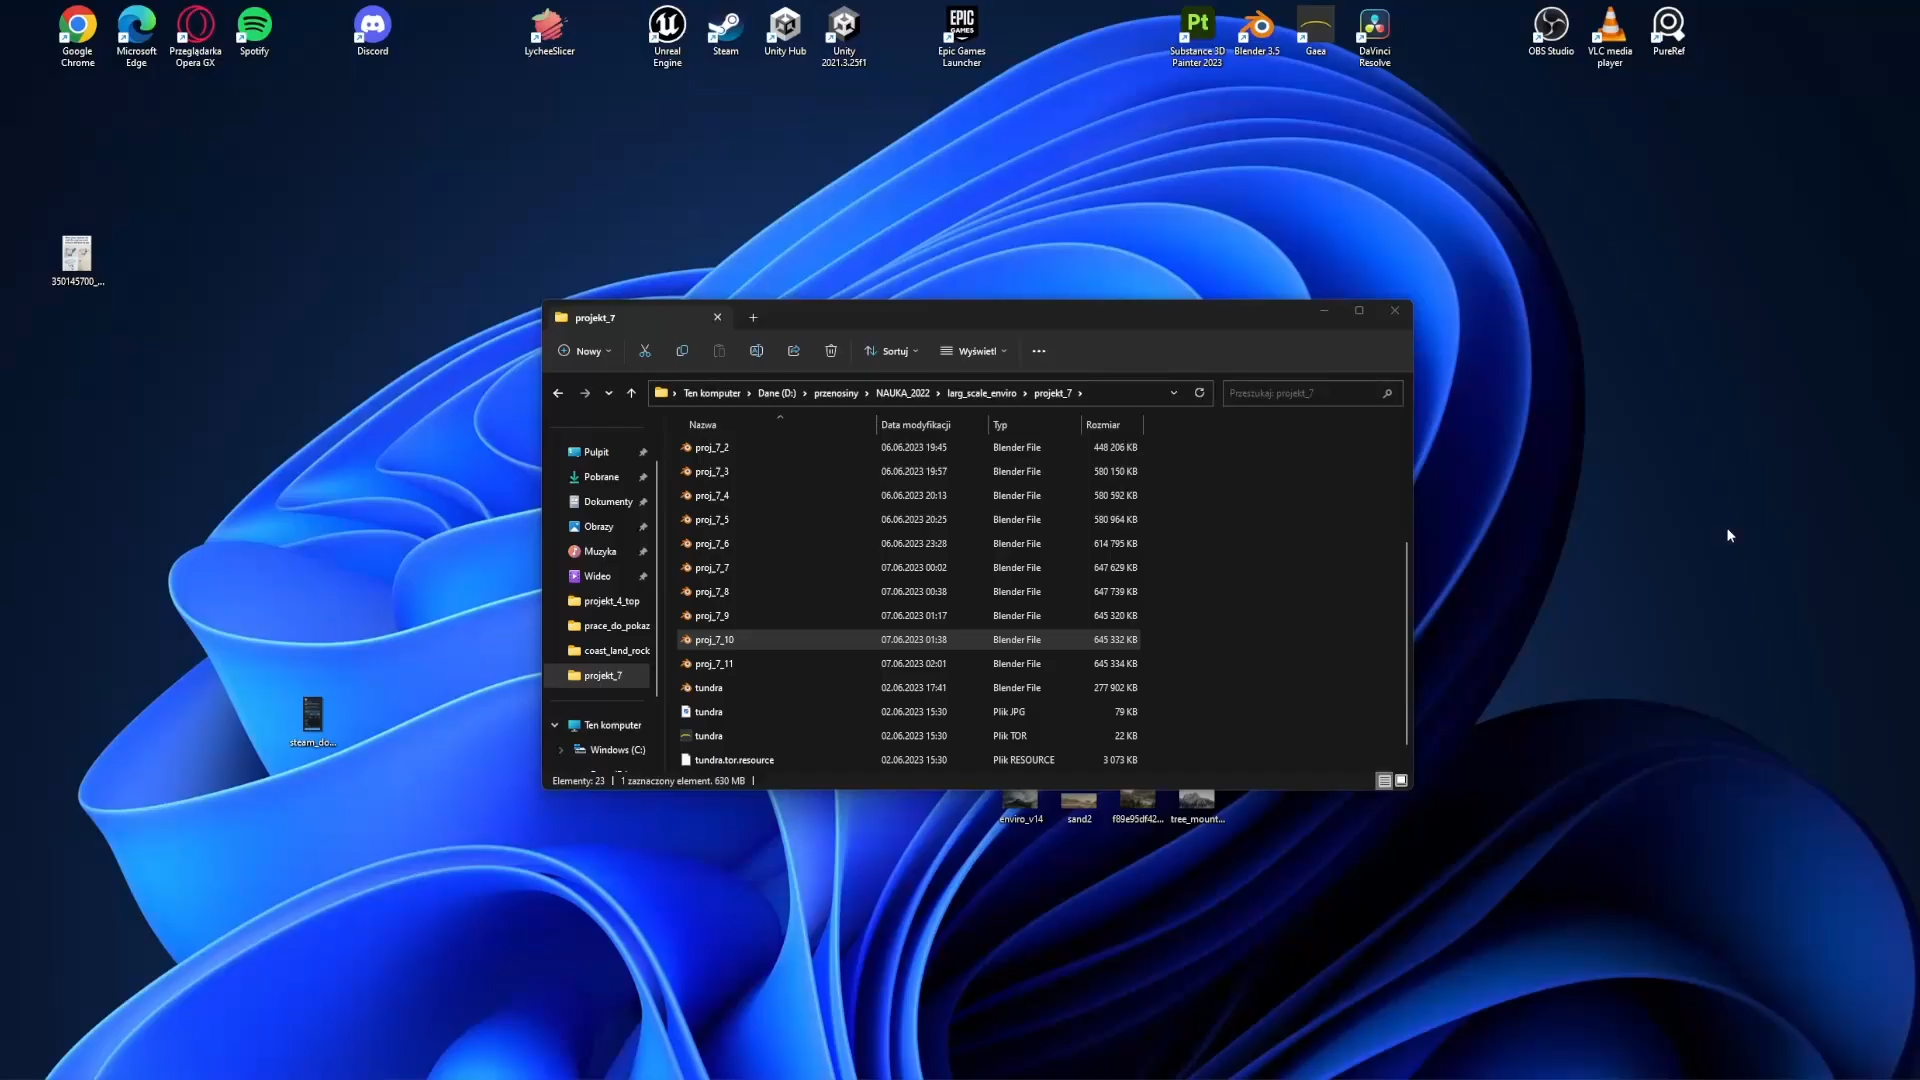 Google
Chrome
Microsoft
Edge
Przeglądarka
Opera GX
Spotify
Discord
LycheeSlicer
Unreal
Engine
Steam
Unity Hub
Unity
2021.3.25f1
EPIC
GAMES
Epic Games
Launcher
Pt
Substance 3D
Painter 2023
Blender 3.5
Gaea
DaVinci
Resolve
OBS Studio
VLC media
player
PureRef
350145700_...
steam_do...
projekt_7
Nowy
Sortuj
Wyświetl
Ten komputer > Dane (D:) > przenosiny > NAUKA_2022 > larg_scale_enviro > projekt_7 >
Przeszukaj: projekt_7
Nazwa Data modyfikacji Typ Rozmiar
proj_7_2 06.06.2023 19:45 Blender File 448 206 KB
proj_7_3 06.06.2023 19:57 Blender File 580 150 KB
proj_7_4 06.06.2023 20:13 Blender File 580 592 KB
proj_7_5 06.06.2023 20:25 Blender File 580 964 KB
proj_7_6 06.06.2023 23:28 Blender File 614 795 KB
proj_7_7 07.06.2023 00:02 Blender File 647 629 KB
proj_7_8 07.06.2023 00:38 Blender File 647 739 KB
proj_7_9 07.06.2023 01:17 Blender File 645 320 KB
proj_7_10 07.06.2023 01:38 Blender File 645 332 KB
proj_7_11 07.06.2023 02:01 Blender File 645 334 KB
tundra 02.06.2023 17:41 Blender File 277 902 KB
tundra 02.06.2023 15:30 Plik JPG 79 KB
tundra 02.06.2023 15:30 Plik TOR 22 KB
tundra.tor.resource 02.06.2023 15:30 Plik RESOURCE 3 073 KB
Pulpit
Pobrane
Dokumenty
Obrazy
Muzyka
Wideo
projekt_4_top
prace_do_pokaz
coast_land_rock
projekt_7
Ten komputer
Windows (C:)
Elementy: 23 | 1 zaznaczony element. 630 MB |
enviro_v14
sand2
f89e95df42...
tree_mount...